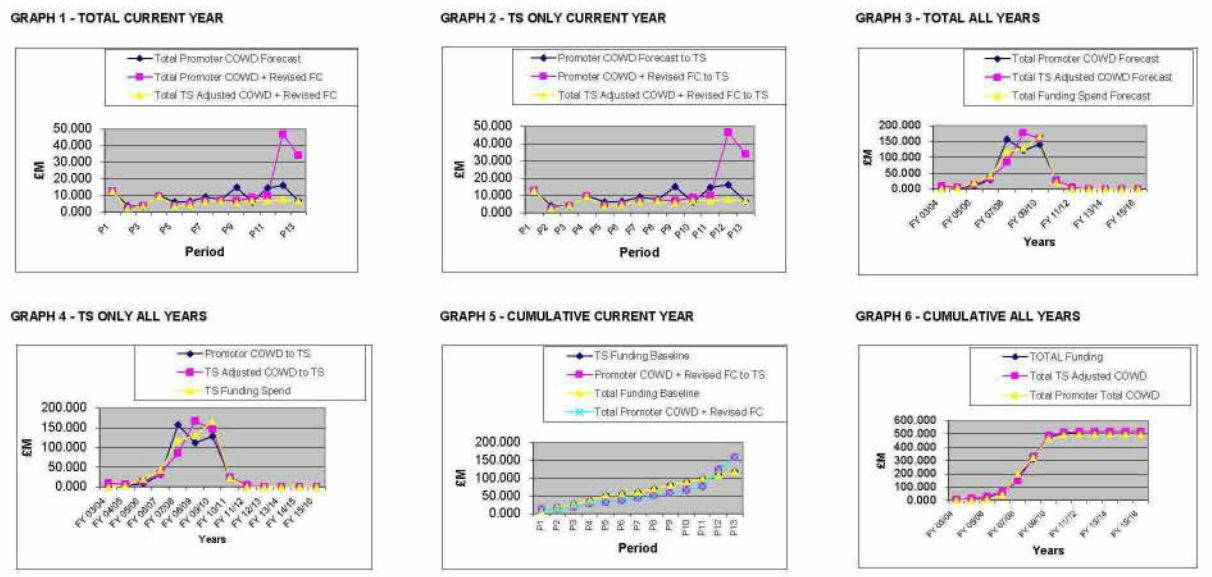 GRAPH 1 - TOTAL CURRENT YEAR
Total Promoter COWD Forecast
Total Promoter COWD + Revised FC
Total TS Adjusted COWD + Revised FC
50.000
40.000
30.000
20.000
10.000
0.000
£M
P1
P3
P5
P7
P9
P11
P13
Period
GRAPH 2 - TS ONLY CURRENT YEAR
Promoter COWD Forecast to TS
Promoter COWD + Revised FC to TS
Total TS Adjusted COWD + Revised FC to TS
50.000
40.000
30.000
20.000
10.000
0.000
£M
P1
P2
P3
P4
P5
P6
P7
P8
P9
P10
P11
P12
P13
Period
GRAPH 3 - TOTAL ALL YEARS
Total Promoter COWD Forecast
Total TS Adjusted COWD Forecast
Total Funding Spend Forecast
200.000
150.000
100.000
50.000
0.000
£M
FY 03/04
FY 05/06
FY 07/08
FY 09/10
FY 11/12
FY 13/14
FY 15/16
Years
GRAPH 4 - TS ONLY ALL YEARS
Promotor COWD to TS
TS Adjusted COWD to TS
TS Funding Spend
200.000
150.000
100.000
50.000
0.000
£M
FY 03/04
FY 04/05
FY 05/06
FY 06/07
FY 07/08
FY 08/09
FY 09/10
FY 10/11
FY 11/12
FY 12/13
FY 13/14
FY 14/15
FY 15/16
Years
GRAPH 5 - CUMULATIVE CURRENT YEAR
TS Funding Baseline
Promoter COWD + Revised FC to TS
Total Funding Baseline
Total Promoter COWD + Revised FC
200.000
150.000
100.000
50.000
0.000
£M
P1
P2
P3
P4
P5
P6
P7
P8
P9
P10
P11
P12
P13
Period
GRAPH 6 - CUMULATIVE ALL YEARS
TOTAL Funding
Total TS Adjusted COWD
Total Promoter Total COWD
600.000
500.000
400.000
300.000
200.000
100.000
0.000
£M
FY 03/04
FY 05/06
FY 07/08
FY 09/10
FY 11/12
FY 13/14
FY 15/16
Years